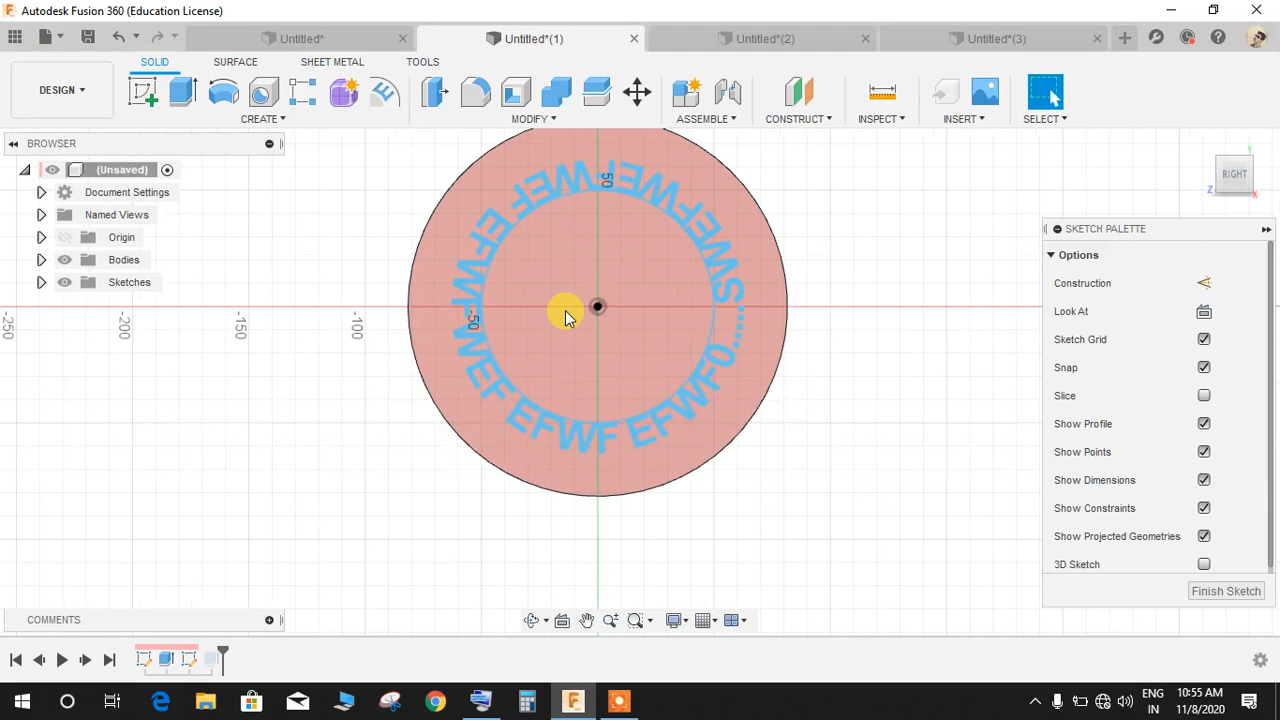 Autodesk Fusion 360 (Education License)
Untitled*
Untitled*(1)
Untitled*(2)
Untitled*(3)
SOLID
SURFACE
SHEET METAL
TOOLS
DESIGN
CREATE
MODIFY
ASSEMBLE
CONSTRUCT
INSPECT
INSERT
SELECT
BROWSER
(Unsaved)
Document Settings
Named Views
Origin
Bodies
Sketches
-250
-200
-150
-100
-50
50
RIGHT
Y
Z
X
SKETCH PALETTE
Options
Construction
Look At
Sketch Grid
Snap
Slice
Show Profile
Show Points
Show Dimensions
Show Constraints
Show Projected Geometries
3D Sketch
Finish Sketch
COMMENTS
ENG
IN
10:55 AM
11/8/2020